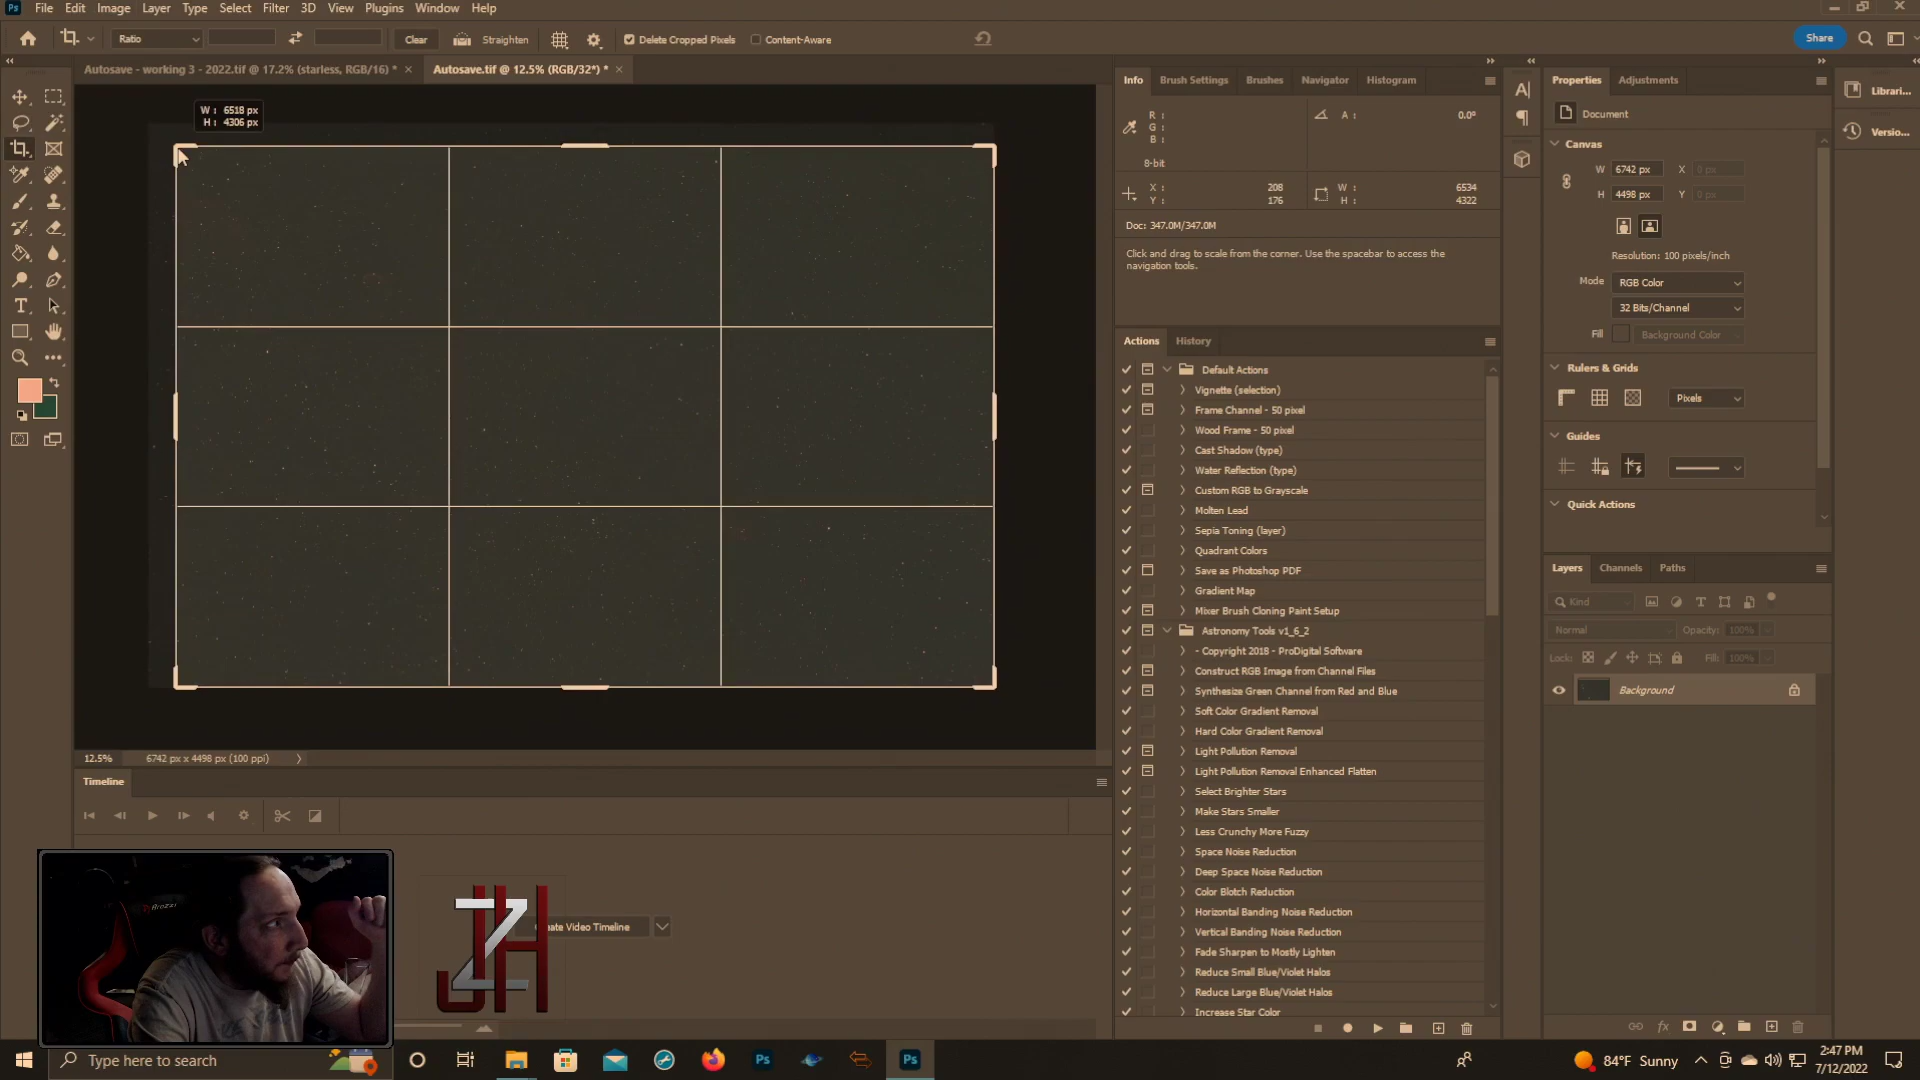 Ps File Edit Image Layer Type Select Filter 3D View Plugins Window Help
Ratio Clear Straighten Delete Cropped Pixels Content-Aware Share
Autosave - working 3 - 2022.tif @ 17.2% (starless, RGB/16) * × Autosave.tif @ 12.5% (RGB/32*) * ×
W : 6518 px
H : 4306 px
Info Brush Settings Brushes Navigator Histogram
R :
G :
B :
A : 0.0°
8-bit
X : 208
Y : 176
W : 6534
H : 4322
Doc: 347.0M/347.0M
Click and drag to scale from the corner. Use the spacebar to access the
navigation tools.
Actions History
Default Actions
Vignette (selection)
Frame Channel - 50 pixel
Wood Frame - 50 pixel
Cast Shadow (type)
Water Reflection (type)
Custom RGB to Grayscale
Molten Lead
Sepia Toning (layer)
Quadrant Colors
Save as Photoshop PDF
Gradient Map
Mixer Brush Cloning Paint Setup
Astronomy Tools v1_6_2
- Copyright 2018 - ProDigital Software
Construct RGB Image from Channel Files
Synthesize Green Channel from Red and Blue
Soft Color Gradient Removal
Hard Color Gradient Removal
Light Pollution Removal
Light Pollution Removal Enhanced Flatten
Select Brighter Stars
Make Stars Smaller
Less Crunchy More Fuzzy
Space Noise Reduction
Deep Space Noise Reduction
Color Blotch Reduction
Horizontal Banding Noise Reduction
Vertical Banding Noise Reduction
Fade Sharpen to Mostly Lighten
Reduce Small Blue/Violet Halos
Reduce Large Blue/Violet Halos
Increase Star Color
Properties Adjustments
Document
Canvas
W 6742 px X 0 px
H 4498 px Y 0 px
Resolution: 100 pixels/inch
Mode RGB Color
32 Bits/Channel
Fill Background Color
Rulers & Grids
Pixels
Guides
Quick Actions
Layers Channels Paths
Kind
Normal Opacity: 100%
Lock: Fill: 100%
Background
Librari...
Versio...
12.5% 6742 px x 4498 px (100 ppi)
Timeline
Create Video Timeline
JZH
Type here to search
Ps Ps
84°F Sunny
2:47 PM
7/12/2022